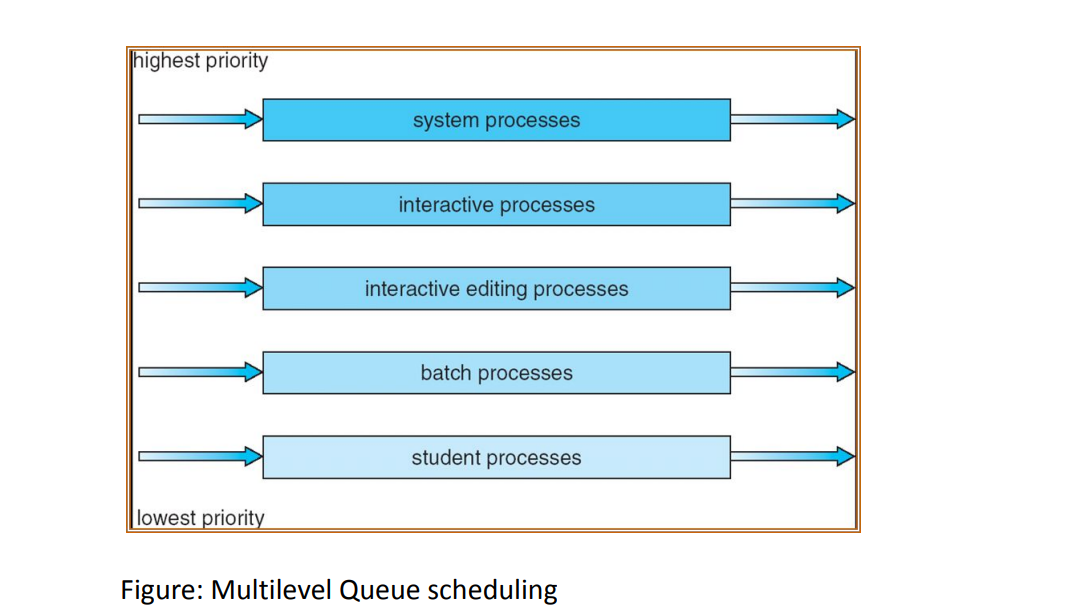 highest priority
system processes
interactive processes
interactive editing processes
batch processes
student processes
lowest priority
Figure: Multilevel Queue scheduling